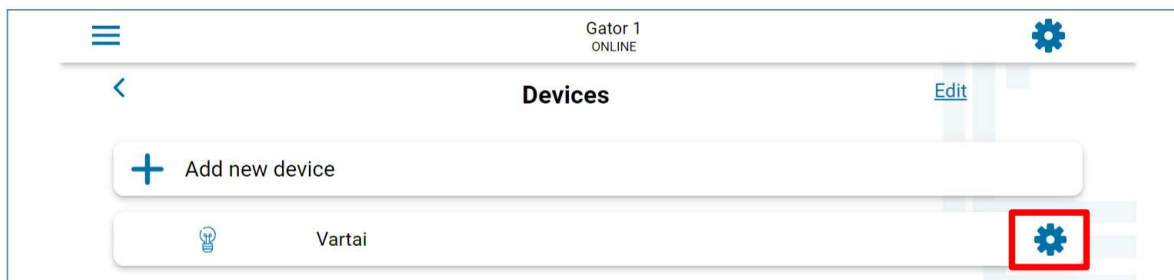 Gator 1
ONLINE
Devices
Edit
Add new device
Vartai